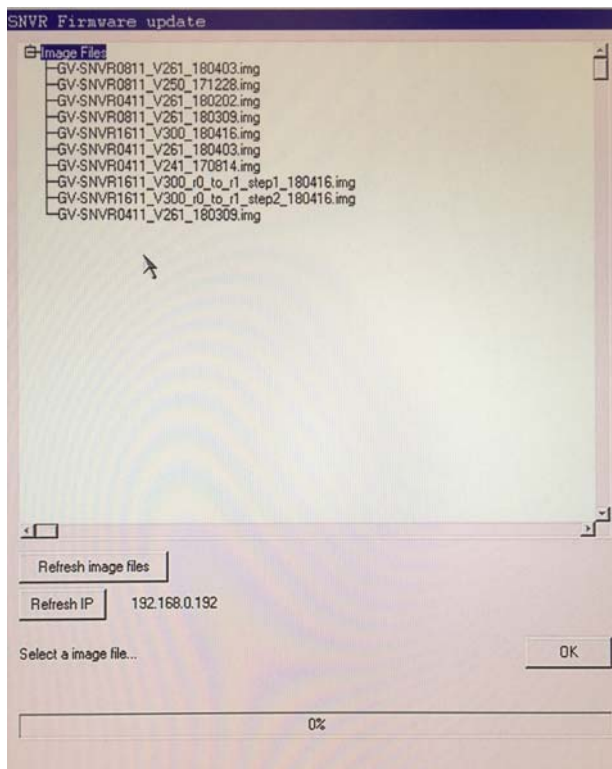 SNVR Firmware update
Image Files
GV-SNVR0811_V261_180403.img
GV-SNVR0811_V250_171228.img
GV-SNVR0411_V261_180202.img
GV-SNVR0811_V261_180309.img
GV-SNVR1611_V300_180416.img
GV-SNVR0411_V261_180403.img
GV-SNVR0411_V241_170814.img
GV-SNVR1611_V300_r0_to_r1_step1_180416.img
GV-SNVR1611_V300_r0_to_r1_step2_180416.img
GV-SNVR0411_V261_180309.img
Refresh image files
Refresh IP 192.168.0.192
Select a image file...
OK
0%